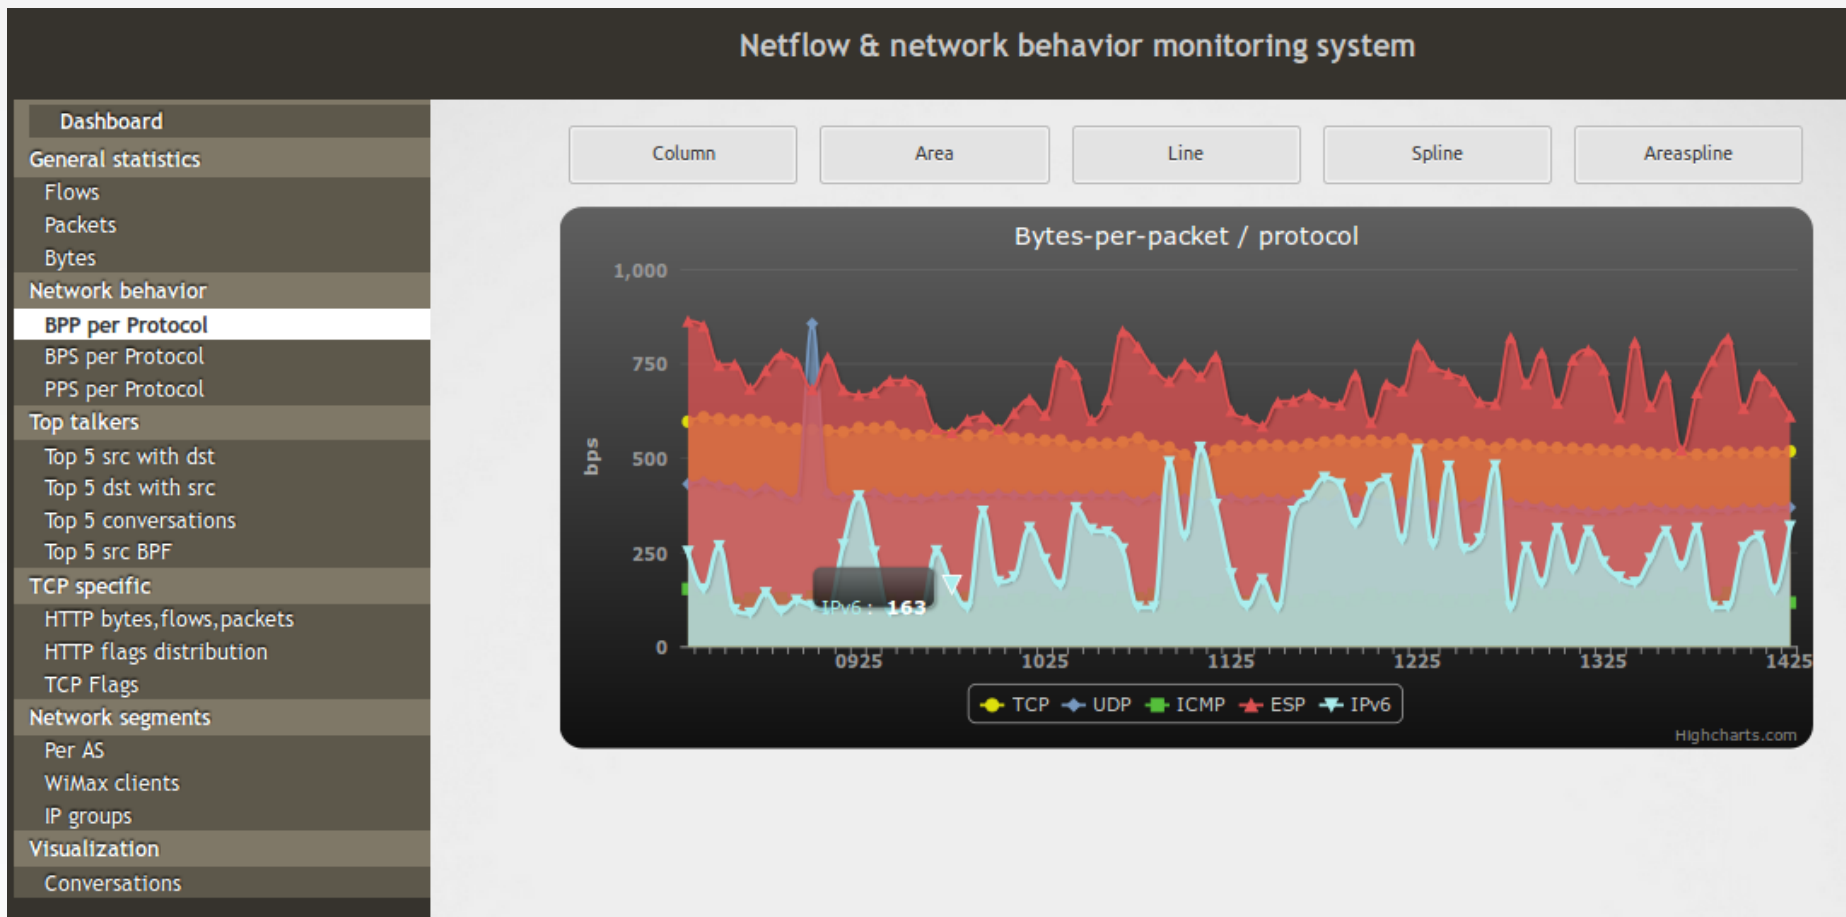 Netflow & network behavior monitoring system
Dashboard
General statistics
Flows
Packets
Bytes
Network behavior
BPP per Protocol
BPS per Protocol
PPS per Protocol
Top talkers
Top 5 src with dst
Top 5 dst with src
Top 5 conversations
Top 5 src BPF
TCP specific
HTTP bytes,flows,packets
HTTP flags distribution
TCP Flags
Network segments
Per AS
WiMax clients
IP groups
Visualization
Conversations
Column
Area
Line
Spline
Areaspline
Bytes-per-packet / protocol
1,000
750
500
250
0
bps
IPv6 : 163
0925
1025
1125
1225
1325
1425
TCP
UDP
ICMP
ESP
IPv6
Highcharts.com